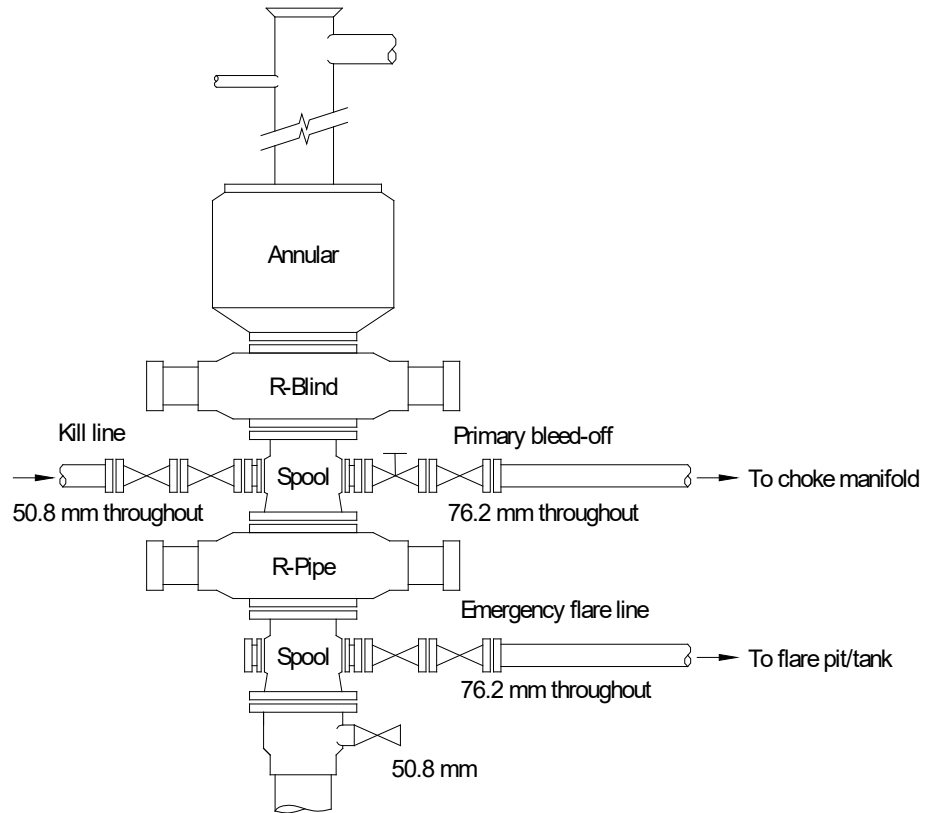 Annular
R-Blind
Kill line
Primary bleed-off
Spool
To choke manifold
50.8 mm throughout
76.2 mm throughout
R-Pipe
Emergency flare line
Spool
To flare pit/tank
76.2 mm throughout
50.8 mm